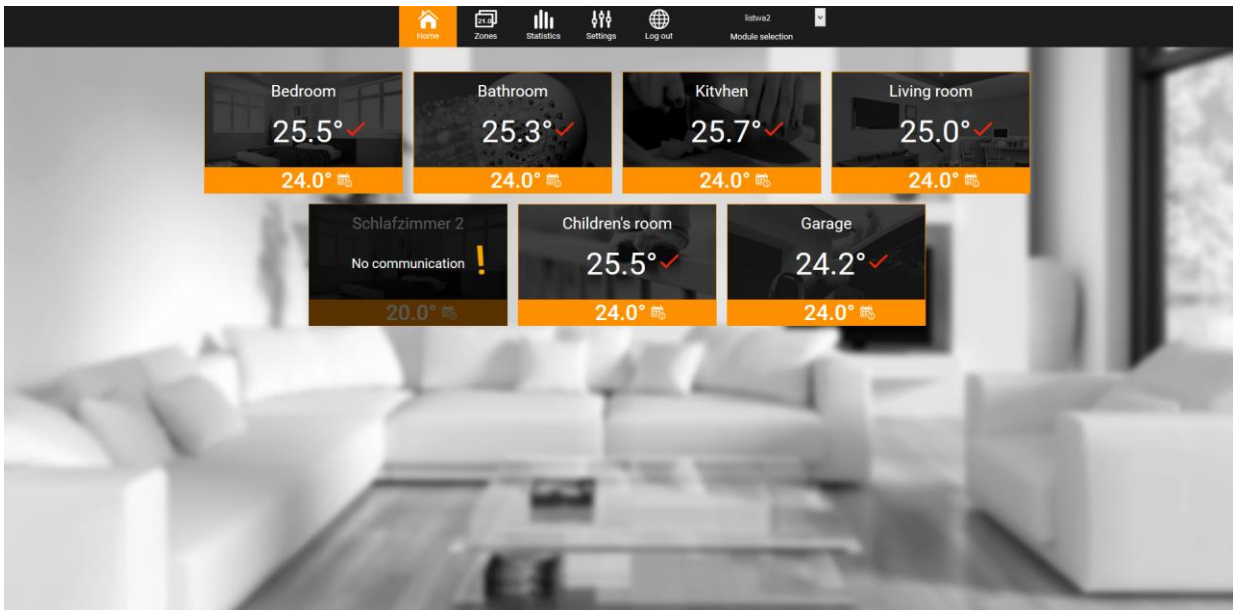 listwa2
21.0
Home
Zones
Statistics
Settings
Log out
Module selection
Bedroom
Bathroom
Kitvhen
Living room
25.5°
25.3°
25.7°
25.0°
24.0°
24.0°
24.0°
24.0°
Schlafzimmer 2
Children's room
Garage
No communication !
25.5°
24.2°
20.0°
24.0°
24.0°